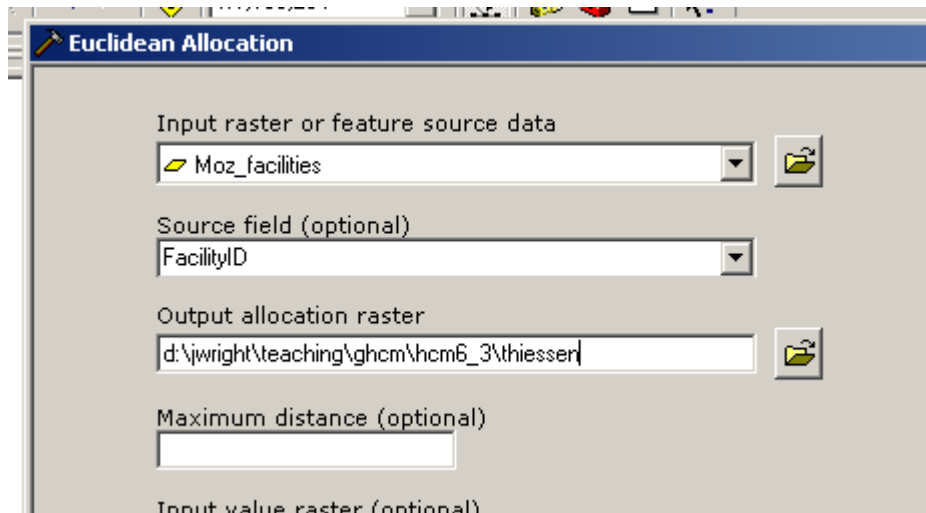 Euclidean Allocation
Input raster or feature source data
Moz_facilities
Source field (optional)
FacilityID
Output allocation raster
d:\jwright\teaching\ghcm\hcm6_3\thiessen
Maximum distance (optional)
Input value raster (optional)